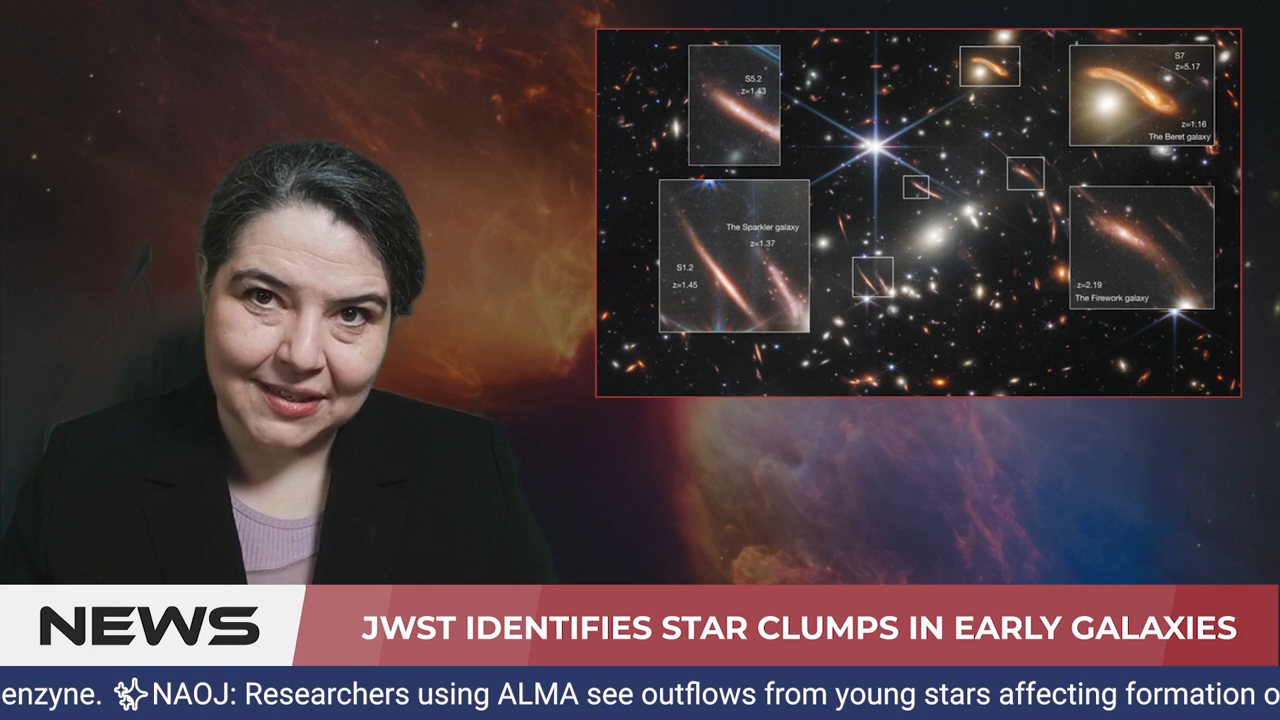 S5.2
z=1.43
S7
z=5.17
z=1.16
The Beret galaxy
The Sparkler galaxy
z=1.37
S1.2
z=1.45
z=2.19
The Firework galaxy
NEWS
JWST IDENTIFIES STAR CLUMPS IN EARLY GALAXIES
enzyne. NAOJ: Researchers using ALMA see outflows from young stars affecting formation o